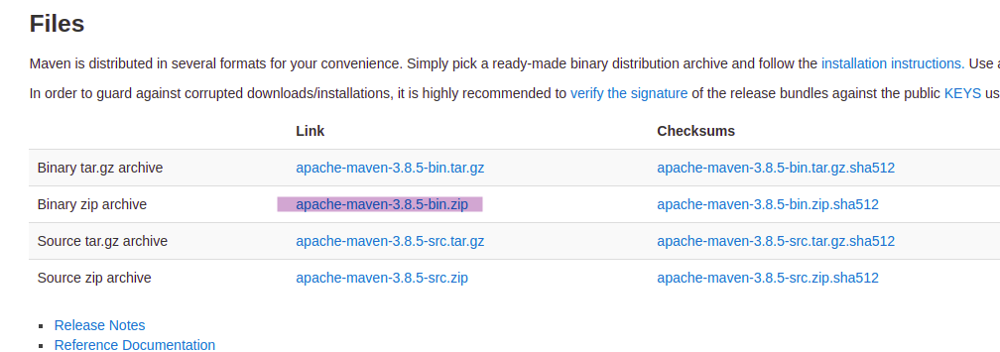 Files
Maven is distributed in several formats for your convenience. Simply pick a ready-made binary distribution archive and follow the installation instructions. Use
In order to guard against corrupted downloads/installations, it is highly recommended to verify the signature of the release bundles against the public KEYS us
Link Checksums
Binary tar.gz archive apache-maven-3.8.5-bin.tar.gz apache-maven-3.8.5-bin.tar.gz.sha512
Binary zip archive apache-maven-3.8.5-bin.zip apache-maven-3.8.5-bin.zip.sha512
Source tar.gz archive apache-maven-3.8.5-src.tar.gz apache-maven-3.8.5-src.tar.gz.sha512
Source zip archive apache-maven-3.8.5-src.zip apache-maven-3.8.5-src.zip.sha512
Release Notes
Reference Documentation